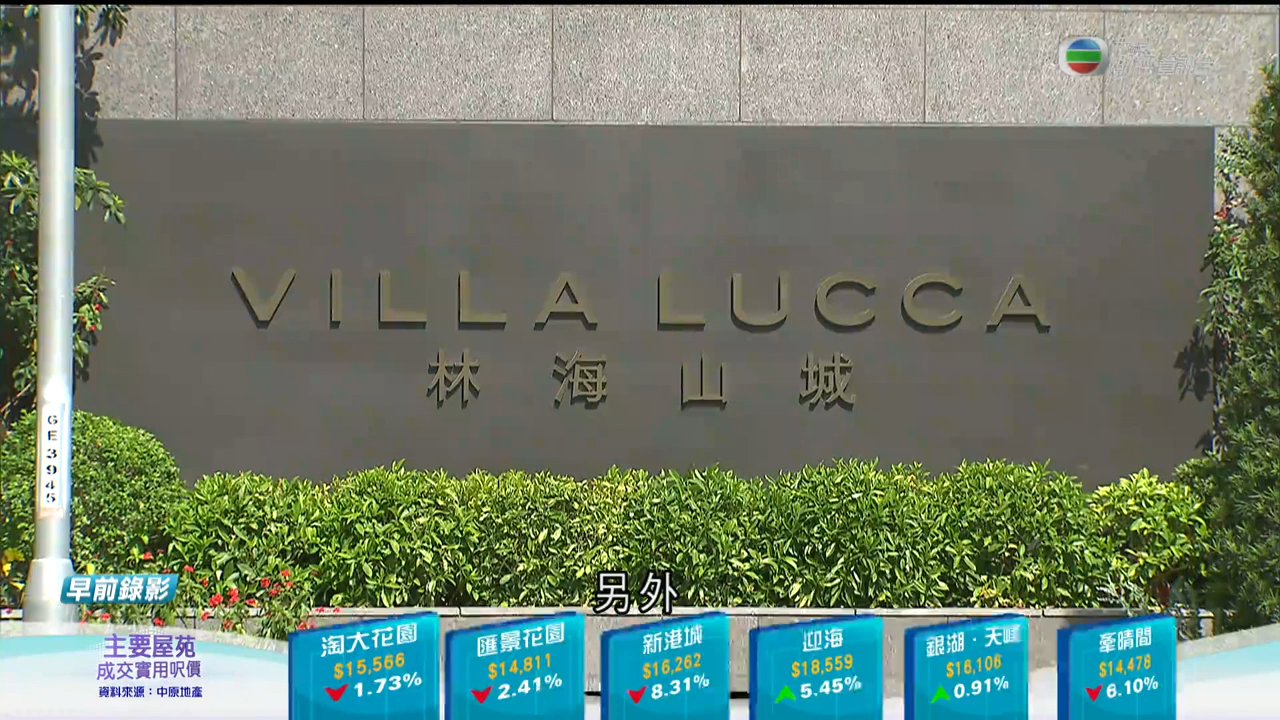 VILLA LUCCA
林海山城
GE3945
早前錄影
另外
主要屋苑
成交實用呎價
資料來源：中原地產
淘大花園
$15,566
1.73%
匯景花園
$14,811
2.41%
新港城
$16,262
8.31%
迎海
$18,559
5.45%
銀湖·天峰
$16,106
0.91%
牽晴間
$14,478
6.10%